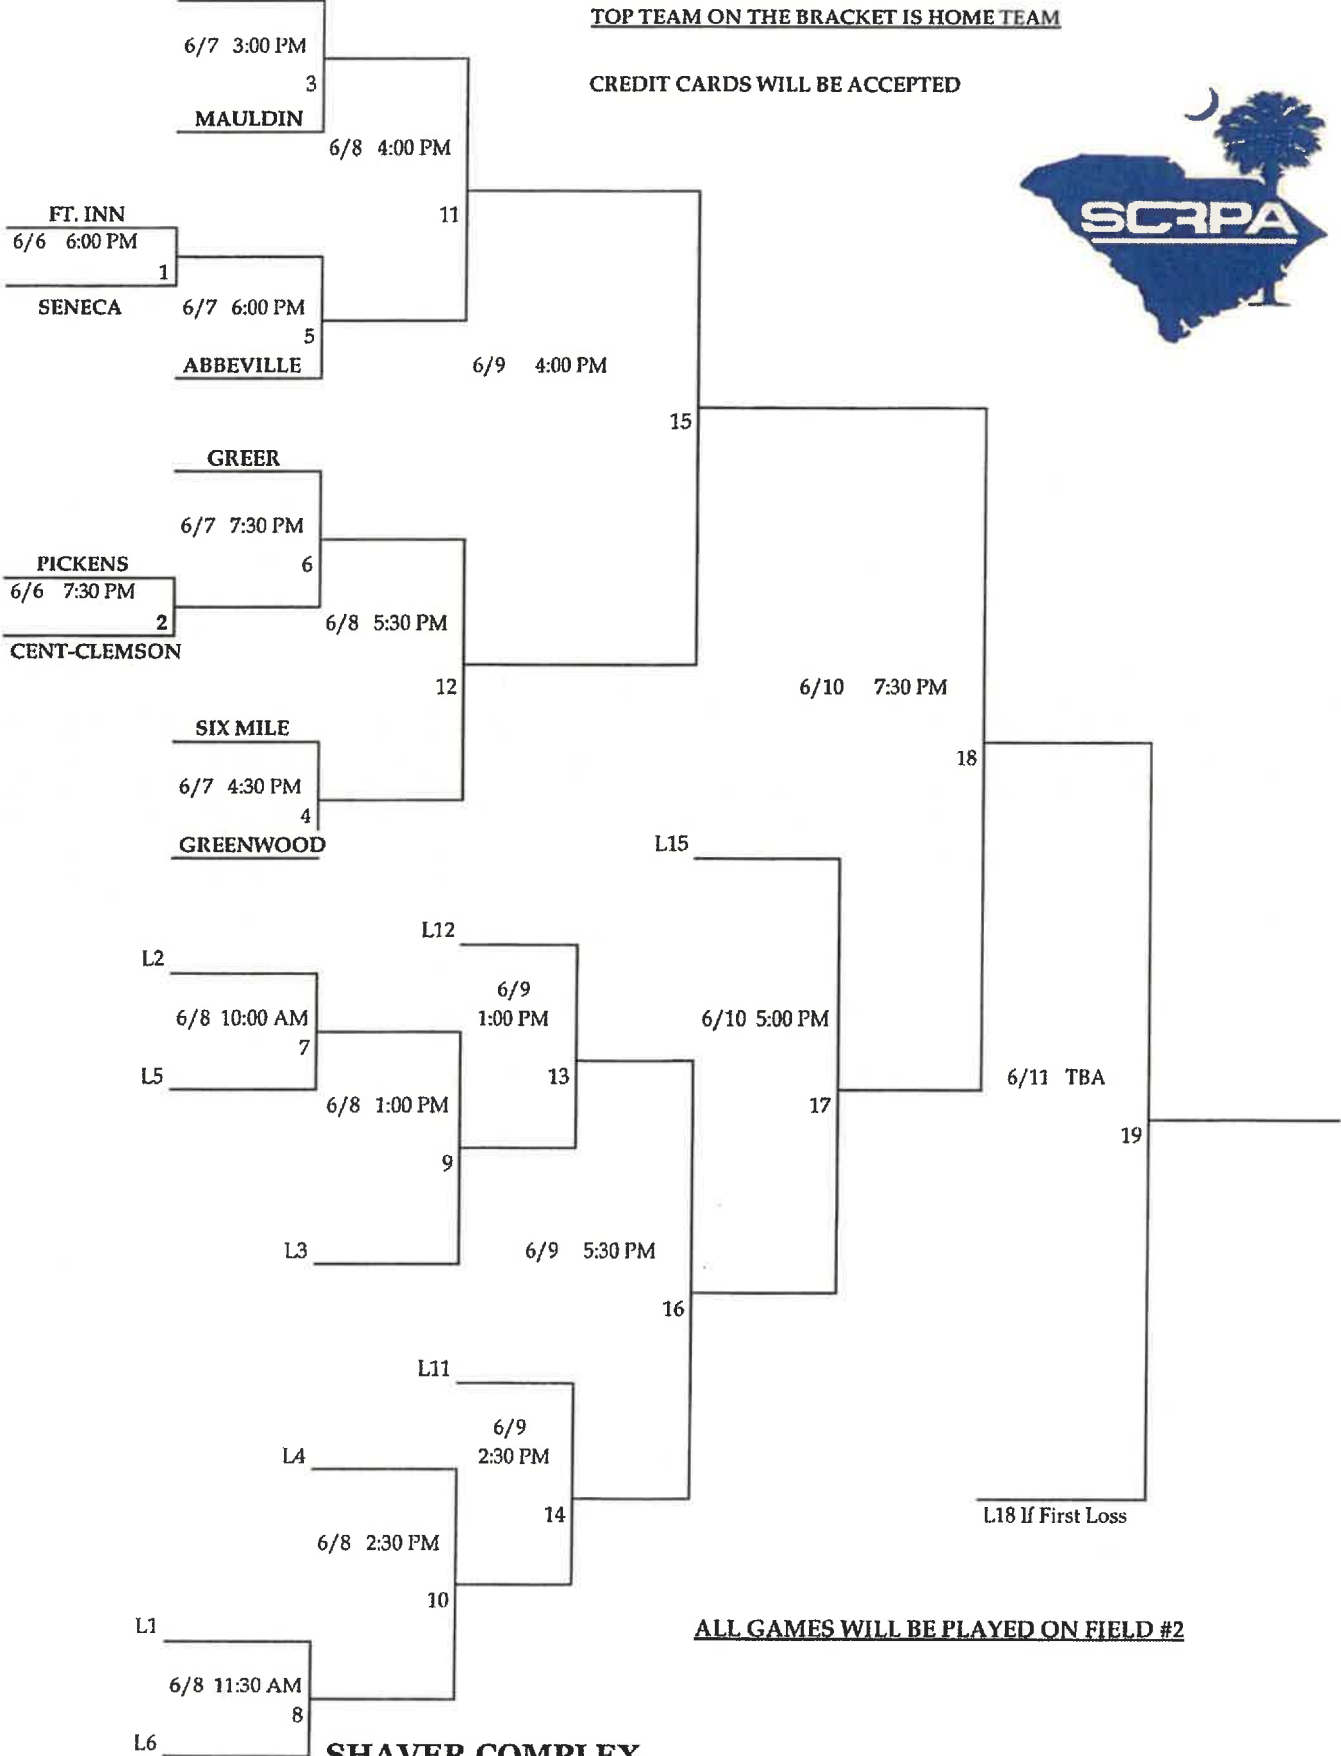 TOP TEAM ON THE BRACKET IS HOME TEAM
6/7 3:00 PM
3
CREDIT CARDS WILL BE ACCEPTED
MAULDIN
6/8 4:00 PM
11
SCRPA
FT. INN
6/6 6:00 PM
1
SENECA
6/7 6:00 PM
5
ABBEVILLE
6/9 4:00 PM
15
GREER
6/7 7:30 PM
6
PICKENS
6/6 7:30 PM
2
CENT-CLEMSON
6/8 5:30 PM
12
6/10 7:30 PM
18
SIX MILE
6/7 4:30 PM
4
GREENWOOD
L15
L12
L2
6/9
1:00 PM
6/8 10:00 AM
7
6/10 5:00 PM
L5
13
6/11 TBA
6/8 1:00 PM
17
9
19
L3
6/9 5:30 PM
16
L11
6/9
2:30 PM
L4
14
L18 If First Loss
6/8 2:30 PM
10
L1
ALL GAMES WILL BE PLAYED ON FIELD #2
6/8 11:30 AM
8
L6
SHAVER COMPLEX